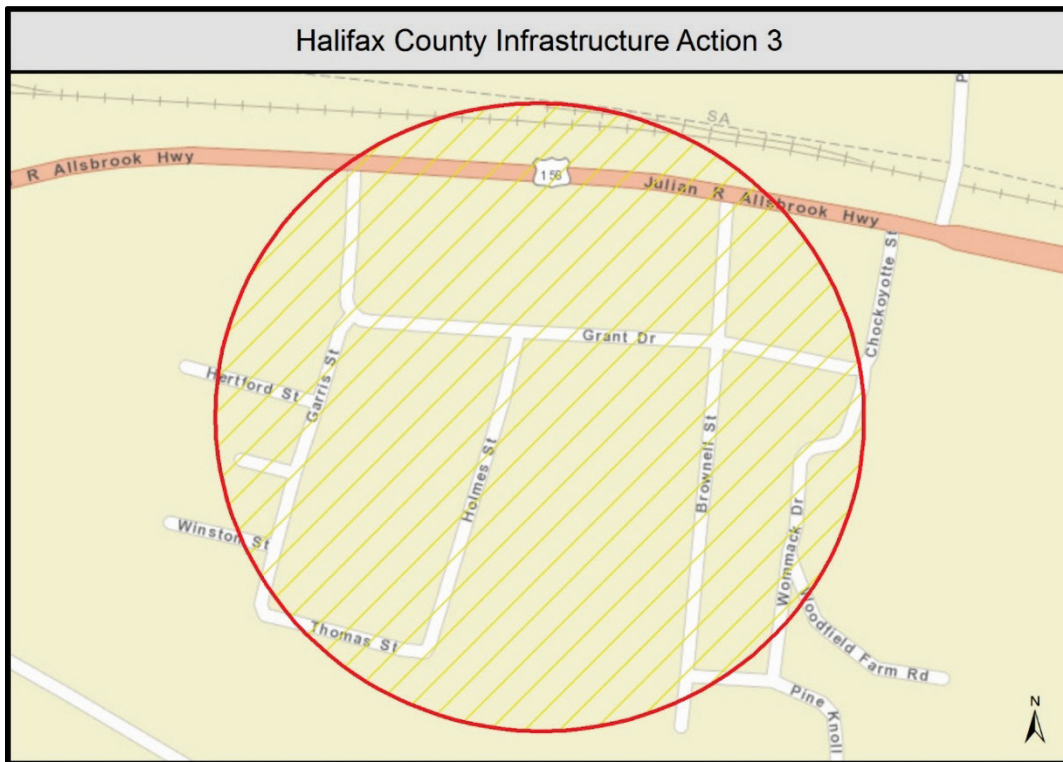 Halifax County Infrastructure Action 3
SA
P
R Allsbrook Hwy
158
Julian R Allsbrook Hwy
Chockoyotte St
Grant Dr
Hertford St
Garris St
Holmes St
Brownell St
Winston St
Wommack Dr
Thomas St
Woodfield Farm Rd
Pine Knoll
N